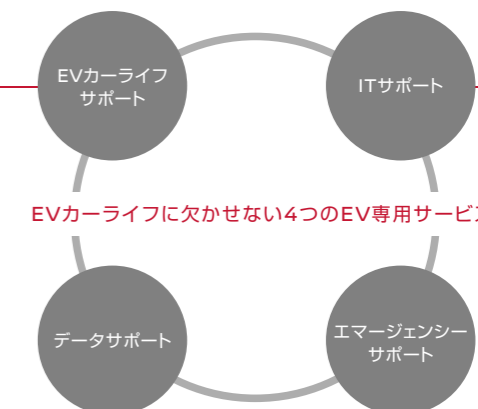 EVカーライフ
サポート
ITサポート
EVカーライフに欠かせない4つのEV専用サービ
データサポート
エマージェンシー
サポート